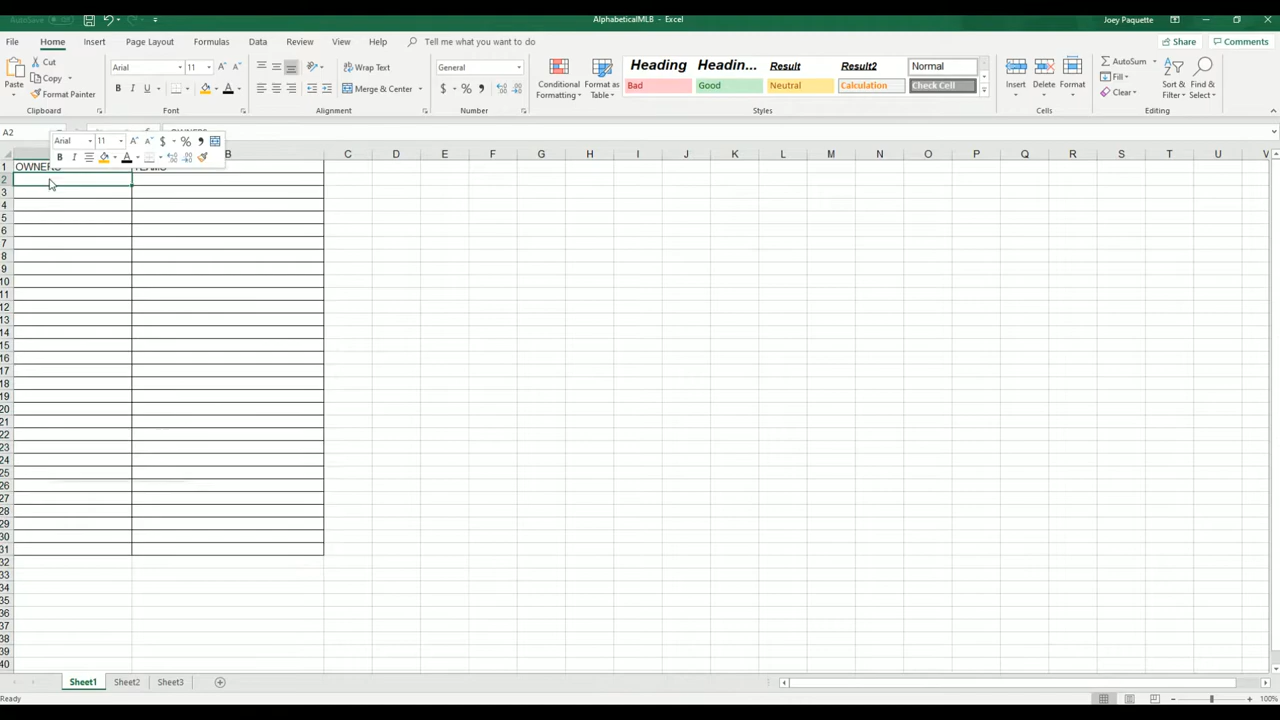 AutoSave
AlphabeticalMLB - Excel
Joey Paquette
File Home Insert Page Layout Formulas Data Review View Help Tell me what you want to do
Share Comments
Paste
Cut
Copy
Format Painter
Clipboard
Arial 11
B I U
Font
Wrap Text
Merge & Center
Alignment
General
$ %
Number
Conditional Formatting
Format as Table
Heading Headin... Result Result2 Normal
Bad Good Neutral Calculation Check Cell
Styles
Insert Delete Format
Cells
AutoSum
Fill
Clear
Sort & Filter
Find & Select
Editing
A2
Arial 11
$ %
B I
B C D E F G H I J K L M N O P Q R S T U V
1 OWNERS
2
3
4
5
6
7
8
9
10
11
12
13
14
15
16
17
18
19
20
21
22
23
24
25
26
27
28
29
30
31
32
33
34
35
36
37
38
39
40
Sheet1 Sheet2 Sheet3
Ready
100%